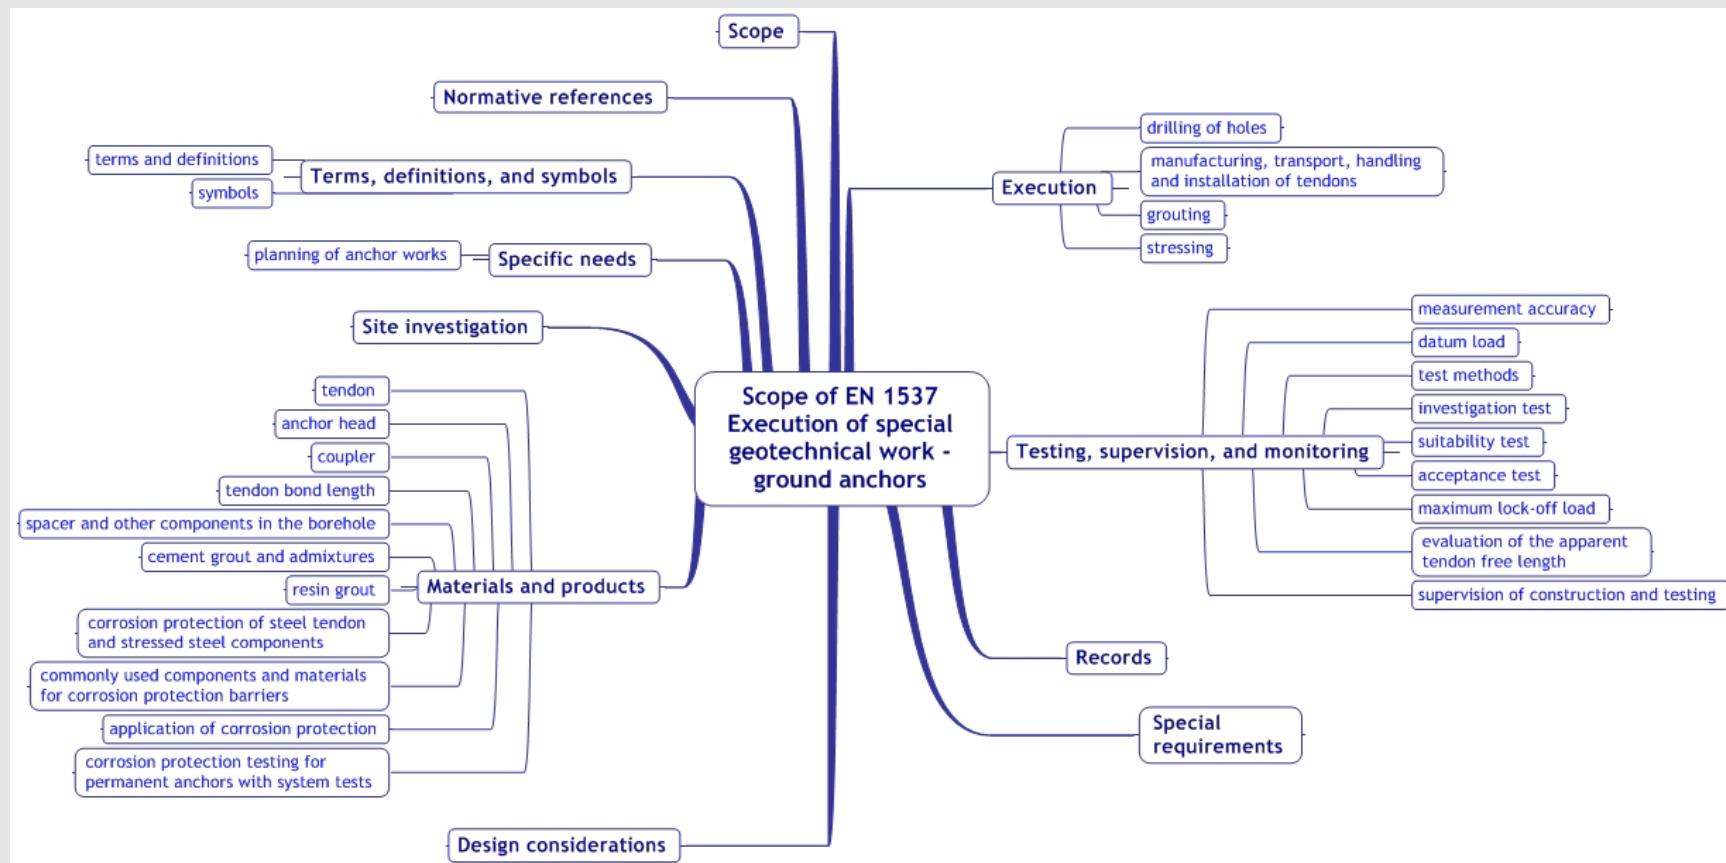 Scope
Normative references
terms and definitions
Terms, definitions, and symbols
symbols
planning of anchor works
Specific needs
Site investigation
tendon
anchor head
coupler
tendon bond length
spacer and other components in the borehole
cement grout and admixtures
resin grout
Materials and products
corrosion protection of steel tendon
and stressed steel components
commonly used components and materials
for corrosion protection barriers
application of corrosion protection
corrosion protection testing for
permanent anchors with system tests
Design considerations
Scope of EN 1537
Execution of special
geotechnical work -
ground anchors
Execution
drilling of holes
manufacturing, transport, handling
and installation of tendons
grouting
stressing
Testing, supervision, and monitoring
measurement accuracy
datum load
test methods
investigation test
suitability test
acceptance test
maximum lock-off load
evaluation of the apparent
tendon free length
supervision of construction and testing
Records
Special
requirements